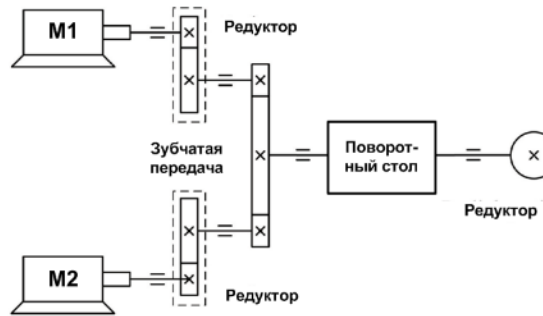 М1
Редуктор
Зубчатая
передача
Поворот-
ный стол
Редуктор
М2
Редуктор